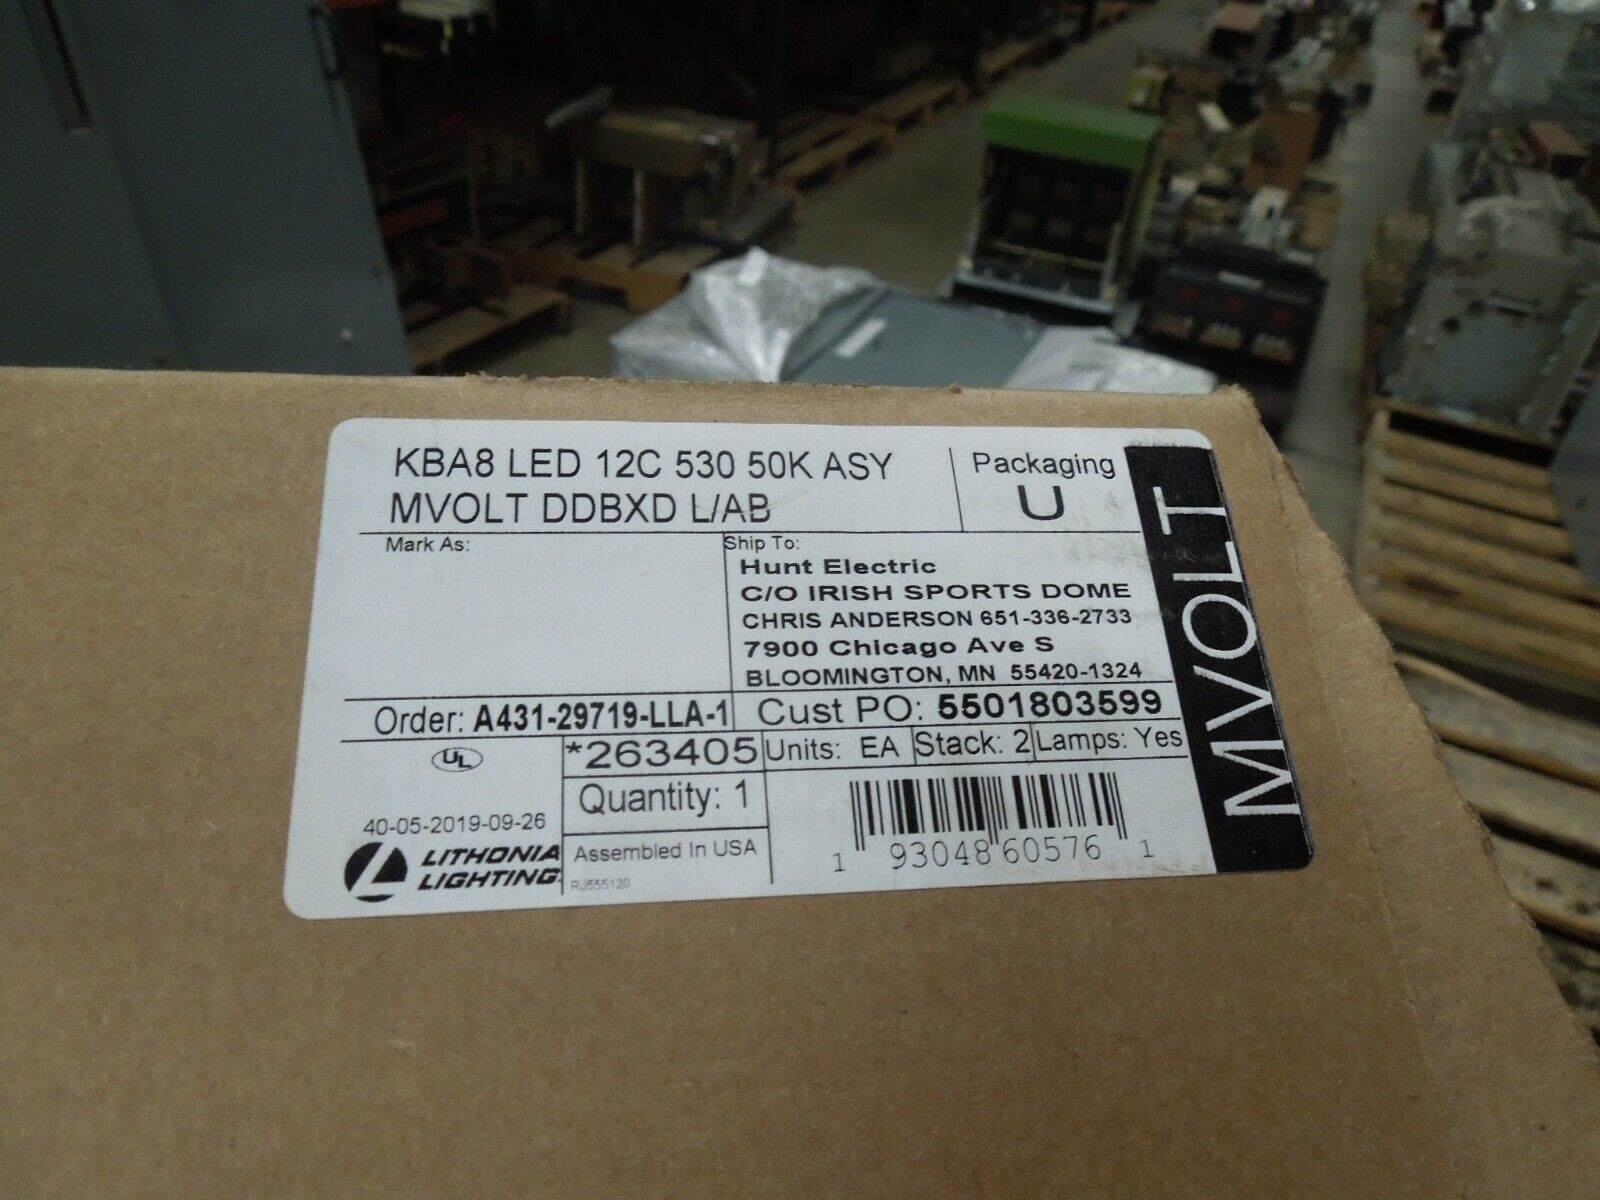 KBA8 LED 12C 530 50K ASY
MVOLT DDBXD L/AB
Packaging
U
Mark As:
Ship To:
Hunt Electric
C/O IRISH SPORTS DOME
CHRIS ANDERSON 651-336-2733
7900 Chicago Ave S
BLOOMINGTON, MN 55420-1324
Order: A431-29719-LLA-1
Cust PO: 5501803599
UL
*263405
Units: EA
Stack: 2
Lamps: Yes
Quantity: 1
40-05-2019-09-26
LITHONIA
LIGHTING
Assembled In USA
RJ555120
1 93048 60576 1
MVOLT